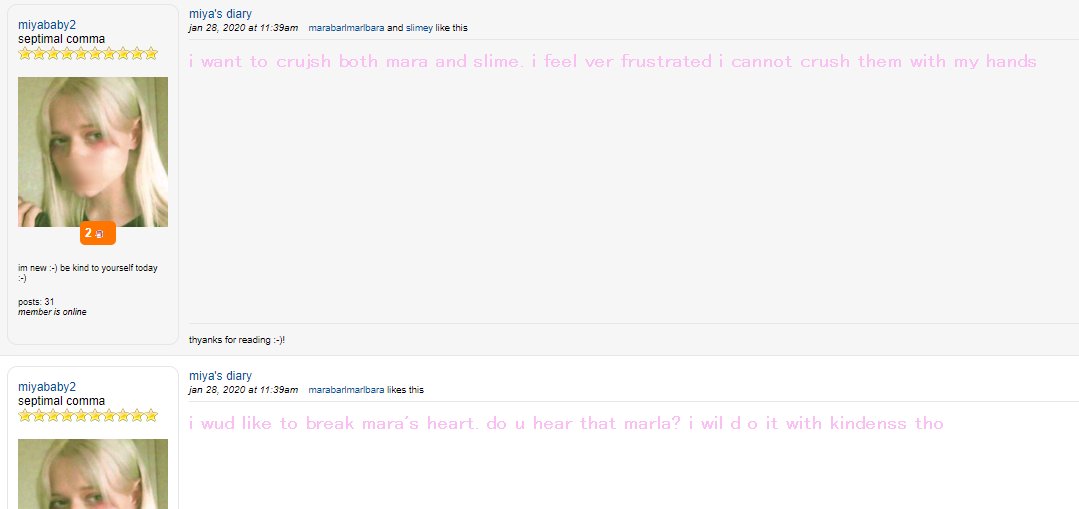 miyababy2
septimal comma
2
im new :-) be kind to yourself today
:-)
posts: 31
member is online
miya's diary
jan 28, 2020 at 11:39am marabarlmarlbara and slimey like this
i want to crujsh both mara and slime. i feel ver frustrated i cannot crush them with my hands
thyanks for reading :-)!
miyababy2
septimal comma
miya's diary
jan 28, 2020 at 11:39am marabarlmarlbara likes this
i wud like to break mara's heart. do u hear that marla? i wil d o it with kindenss tho